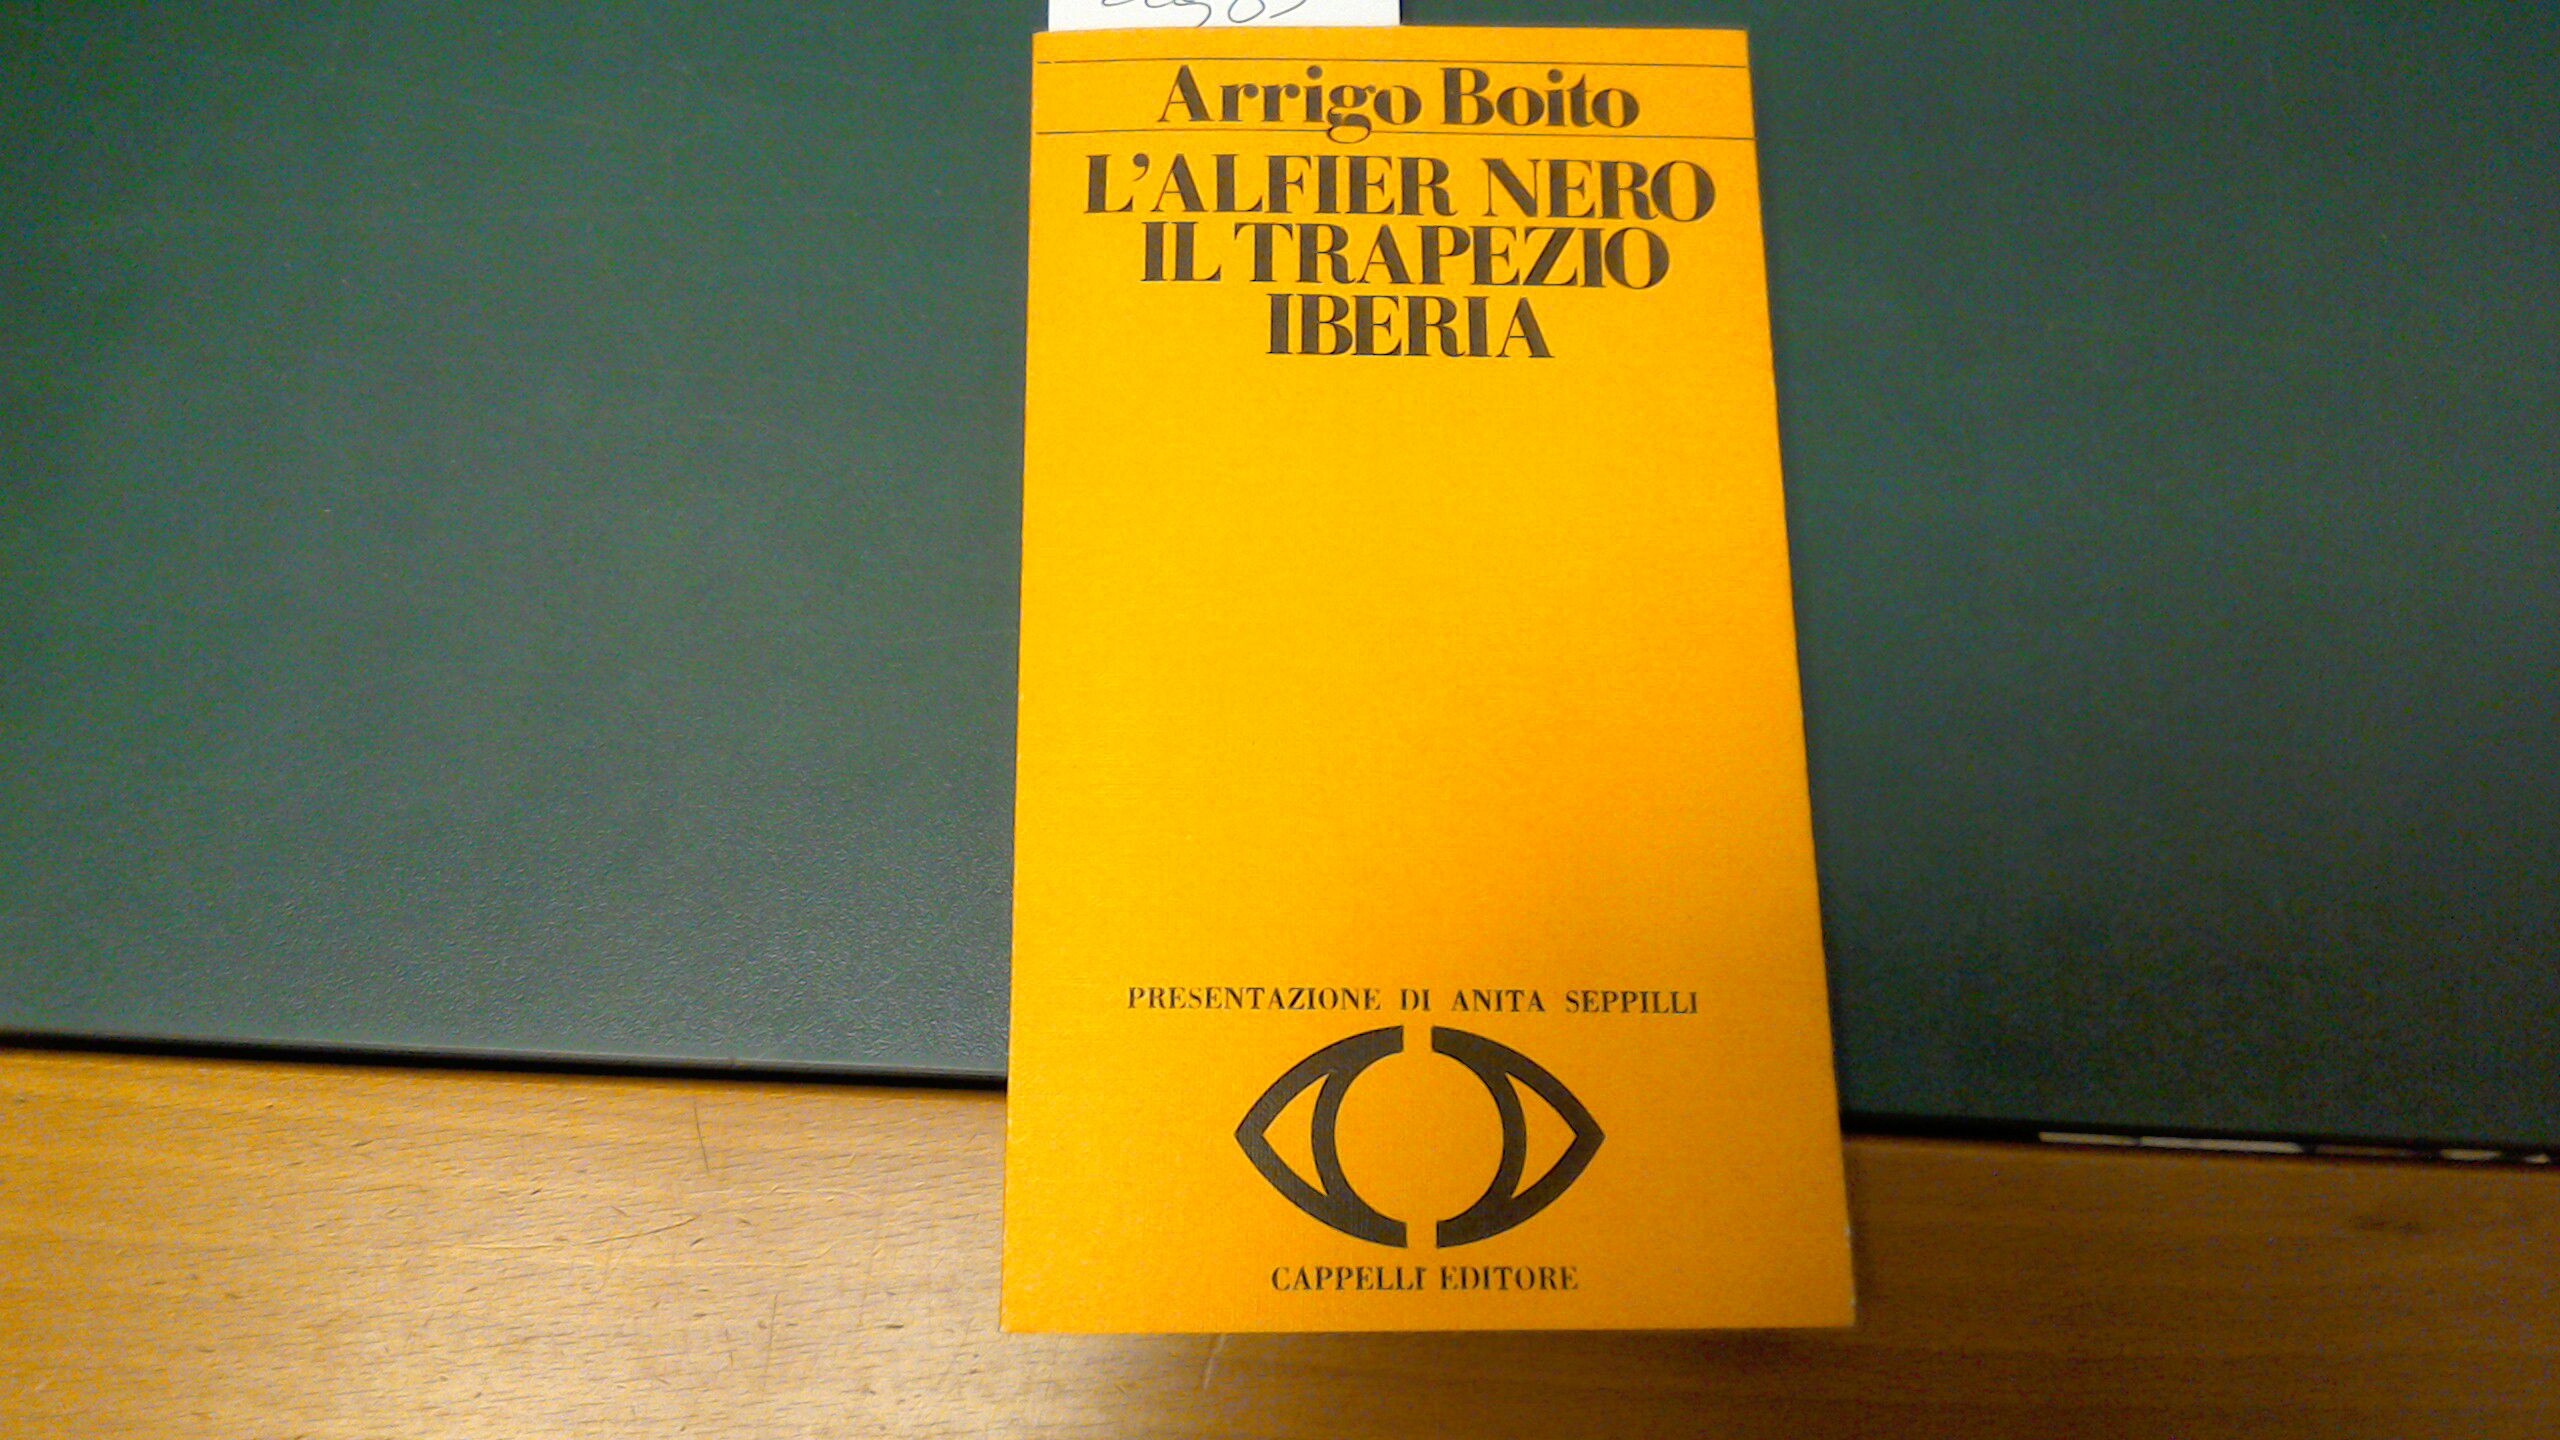 Arrigo Boito
L'ALFIER NERO
IL TRAPEZIO
IBERIA
PRESENTAZIONE DI ANITA SEPPILLI
CAPPELLI EDITORE